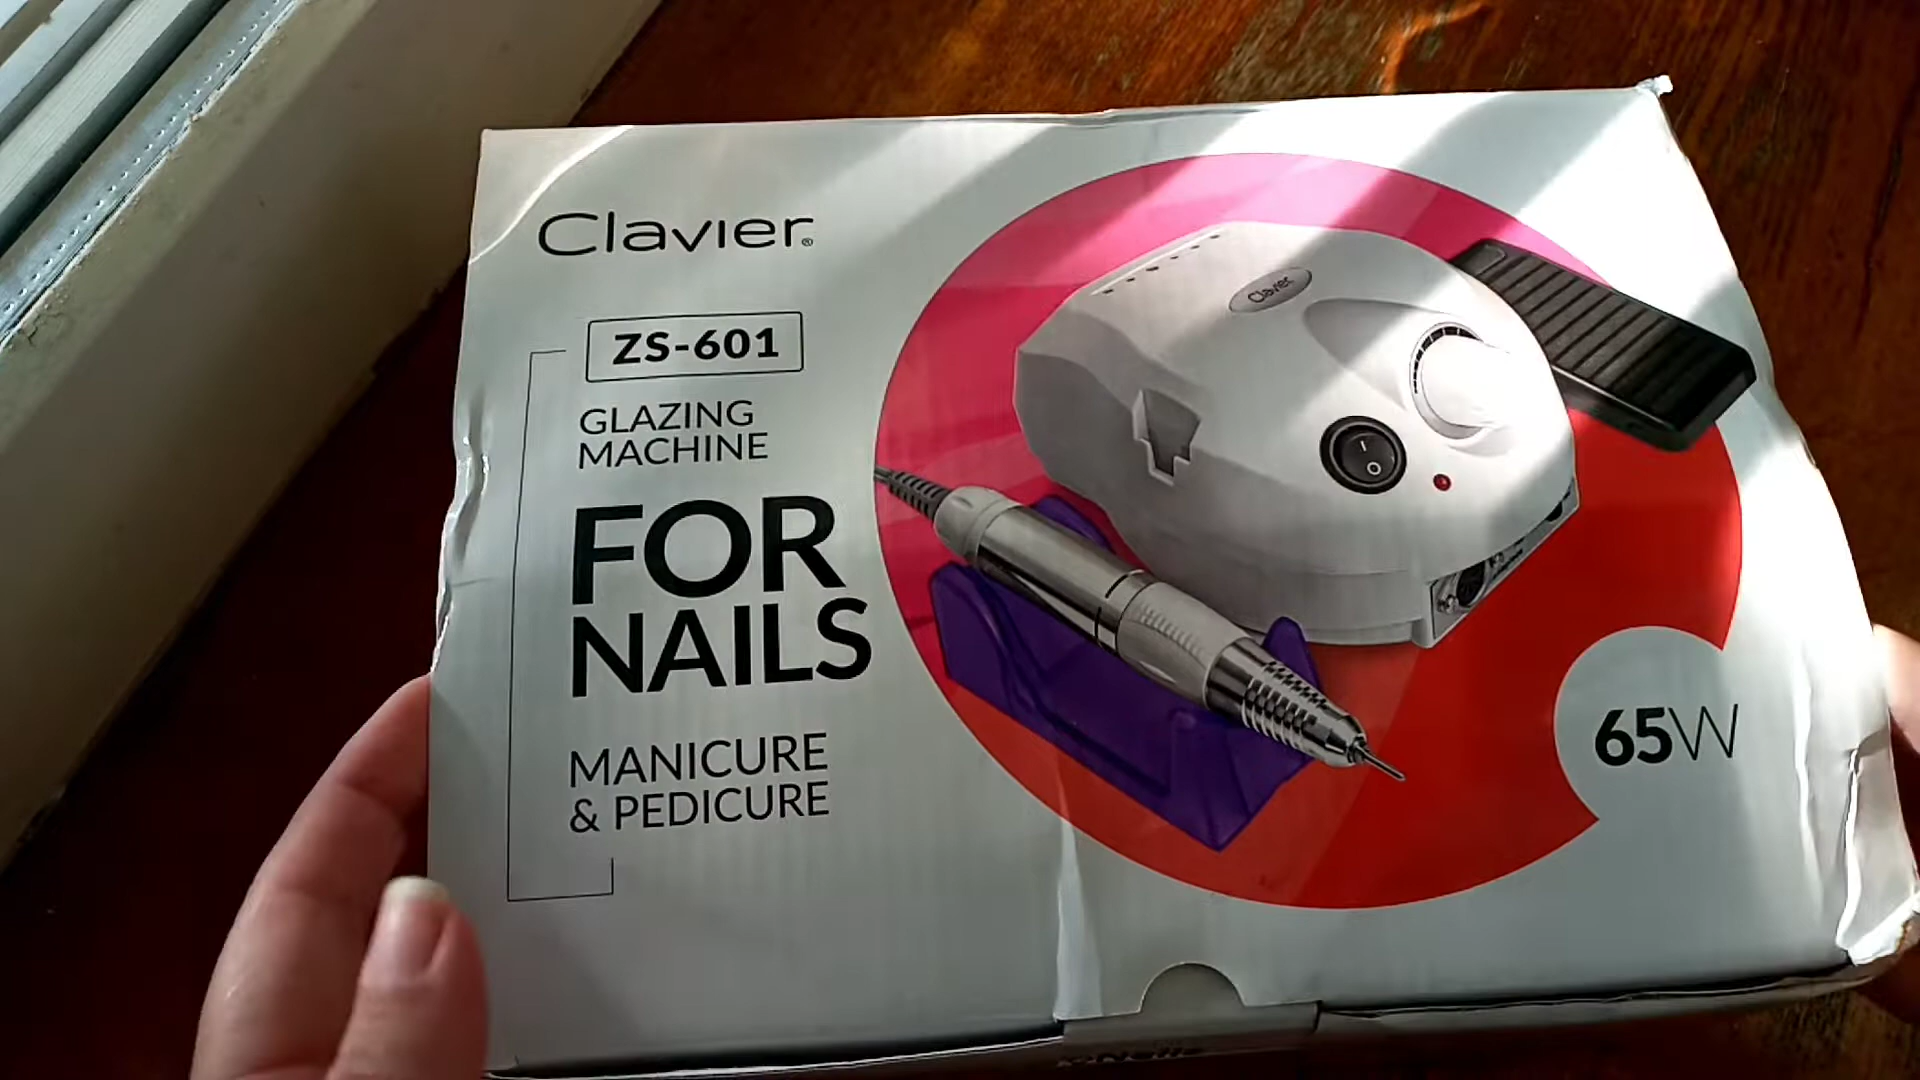 Clavier®
ZS-601
GLAZING
MACHINE
FOR
NAILS
MANICURE
& PEDICURE
Clavier
65W